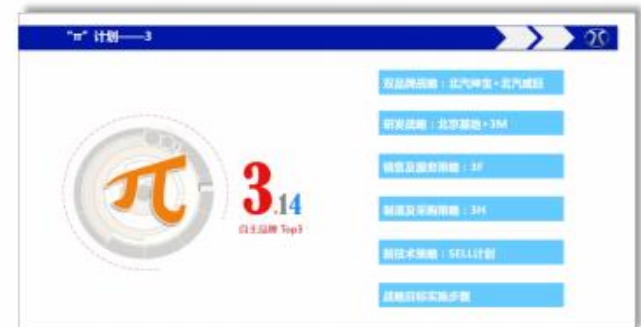 “π” 计划——3
双品牌战略：北汽绅宝+北汽威旺
研发战略：北京基地+3M
销售及服务策略：3F
制造及采购策略：3H
新技术策略：SELL计划
战略目标实施步骤
π
3.14
自主品牌 Top3